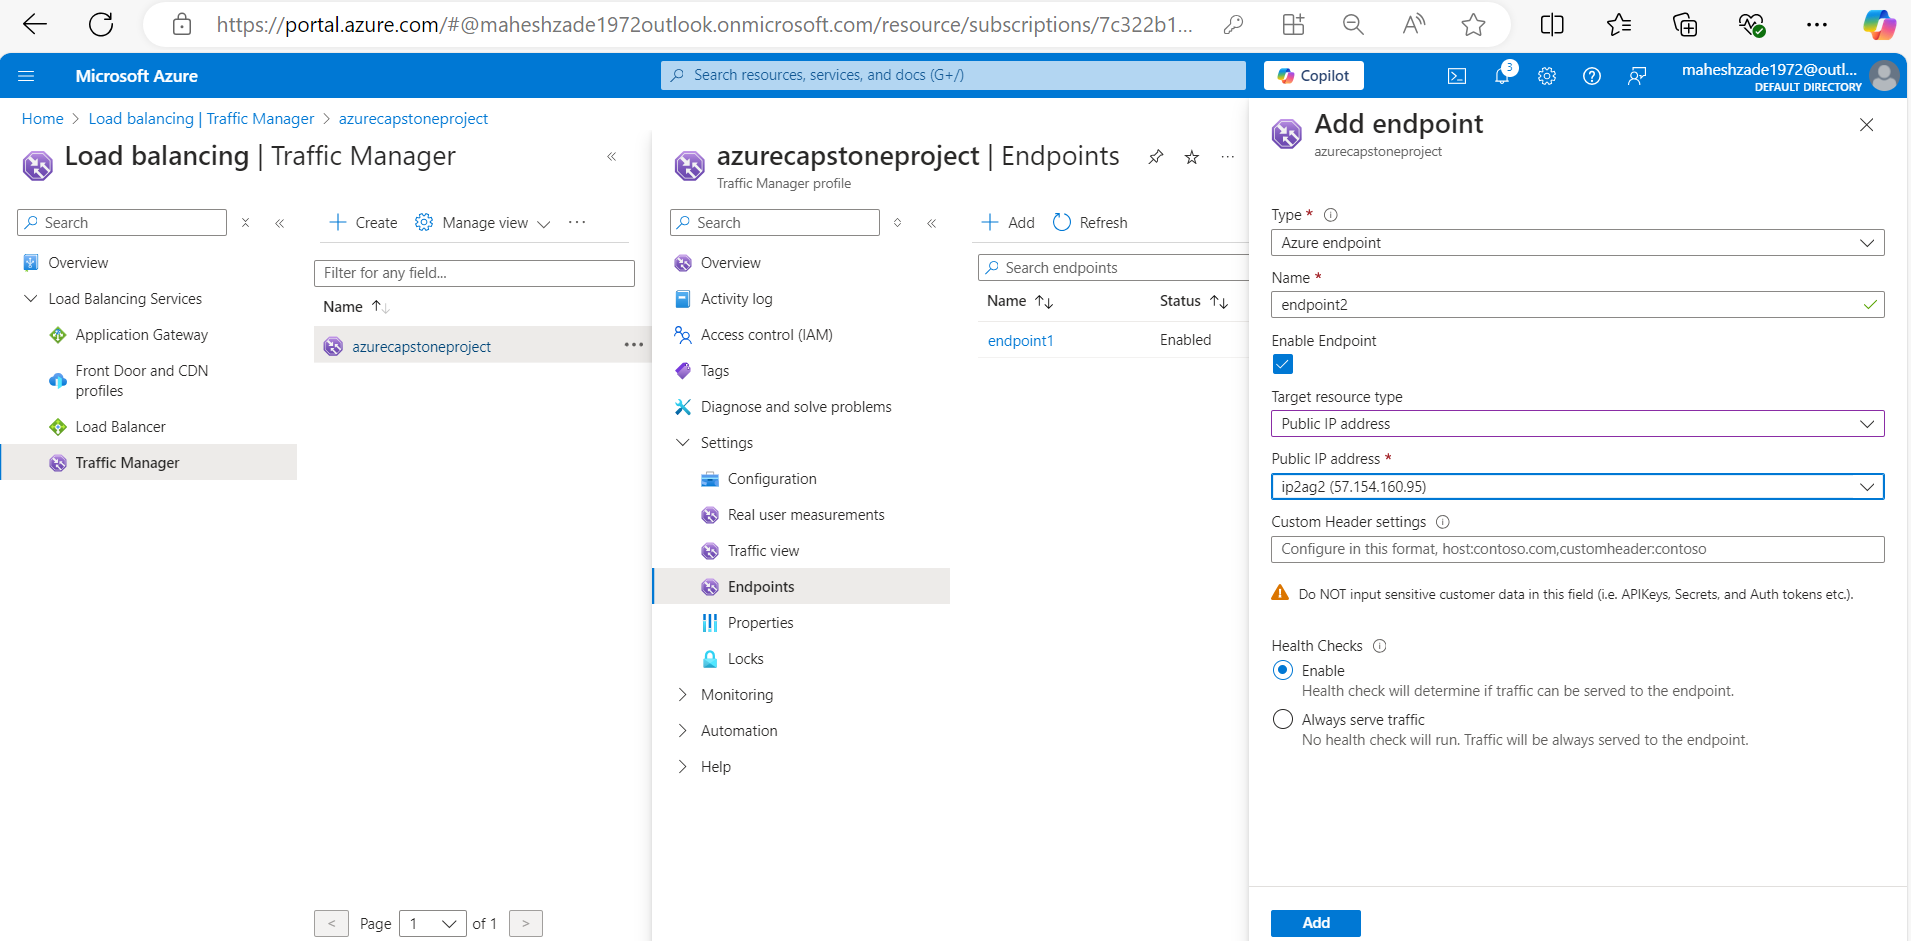 https://portal.azure.com/#@maheshzade1972outlook.onmicrosoft.com/resource/subscriptions/7c322b1...
Microsoft Azure
Search resources, services, and docs (G+/)
Copilot
3
maheshzade1972@outl...
DEFAULT DIRECTORY
Home > Load balancing | Traffic Manager > azurecapstoneproject
Load balancing | Traffic Manager
Search
Overview
Load Balancing Services
Application Gateway
Front Door and CDN
profiles
Load Balancer
Traffic Manager
Create
Manage view
Filter for any field...
Name
azurecapstoneproject
< Page 1 of 1 >
azurecapstoneproject | Endpoints
Traffic Manager profile
Search
Overview
Activity log
Access control (IAM)
Tags
Diagnose and solve problems
Settings
Configuration
Real user measurements
Traffic view
Endpoints
Properties
Locks
Monitoring
Automation
Help
Add
Refresh
Search endpoints
Name Status
endpoint1 Enabled
Add endpoint
azurecapstoneproject
Type *
Azure endpoint
Name *
endpoint2
Enable Endpoint
Target resource type
Public IP address
Public IP address *
ip2ag2 (57.154.160.95)
Custom Header settings
Configure in this format, host:contoso.com,customheader:contoso
Do NOT input sensitive customer data in this field (i.e. APIKeys, Secrets, and Auth tokens etc.).
Health Checks
Enable
Health check will determine if traffic can be served to the endpoint.
Always serve traffic
No health check will run. Traffic will be always served to the endpoint.
Add